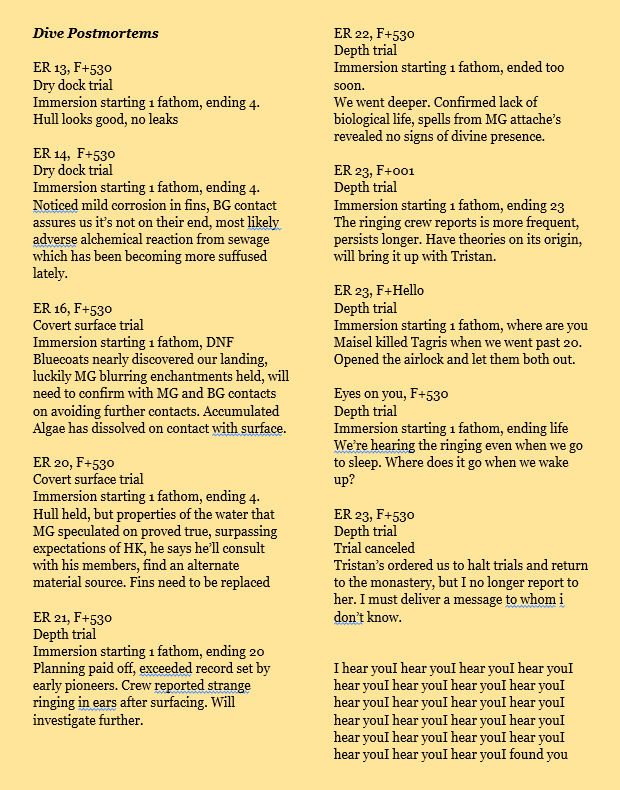 Dive Postmortems
ER 13, F+530
Dry dock trial
Immersion starting 1 fathom, ending 4.
Hull looks good, no leaks
ER 14,  F+530
Dry dock trial
Immersion starting 1 fathom, ending 4.
Noticed mild corrosion in fins, BG contact
assures us it's not on their end, most likely
adverse alchemical reaction from sewage
which has been becoming more suffused
lately.
ER 16, F+530
Covert surface trial
Immersion starting 1 fathom, DNF
Bluecoats nearly discovered our landing,
luckily MG blurring enchantments held, will
need to confirm with MG and BG contacts
on avoiding further contacts. Accumulated
Algae has dissolved on contact with surface.
ER 20, F+530
Covert surface trial
Immersion starting 1 fathom, ending 4.
Hull held, but properties of the water that
MG speculated on proved true, surpassing
expectations of HK, he says he'll consult
with his members, find an alternate
material source. Fins need to be replaced
ER 21, F+530
Depth trial
Immersion starting 1 fathom, ending 20
Planning paid off, exceeded record set by
early pioneers. Crew reported strange
ringing in ears after surfacing. Will
investigate further.
ER 22, F+530
Depth trial
Immersion starting 1 fathom, ended too
soon.
We went deeper. Confirmed lack of
biological life, spells from MG attache's
revealed no signs of divine presence.
ER 23, F+001
Depth trial
Immersion starting 1 fathom, ending 23
The ringing crew reports is more frequent,
persists longer. Have theories on its origin,
will bring it up with Tristan.
ER 23, F+Hello
Depth trial
Immersion starting 1 fathom, where are you
Maisel killed Tagris when we went past 20.
Opened the airlock and let them both out.
Eyes on you, F+530
Depth trial
Immersion starting 1 fathom, ending life
We're hearing the ringing even when we go
to sleep. Where does it go when we wake
up?
ER 23, F+530
Depth trial
Trial canceled
Tristan's ordered us to halt trials and return
to the monastery, but I no longer report to
her. I must deliver a message to whom i
don't know.
I hear youI hear youI hear youI hear youI
hear youI hear youI hear youI hear youI
hear youI hear youI hear youI hear youI
hear youI hear youI hear youI hear youI
hear youI hear youI hear youI hear youI
hear youI hear youI hear youI found you